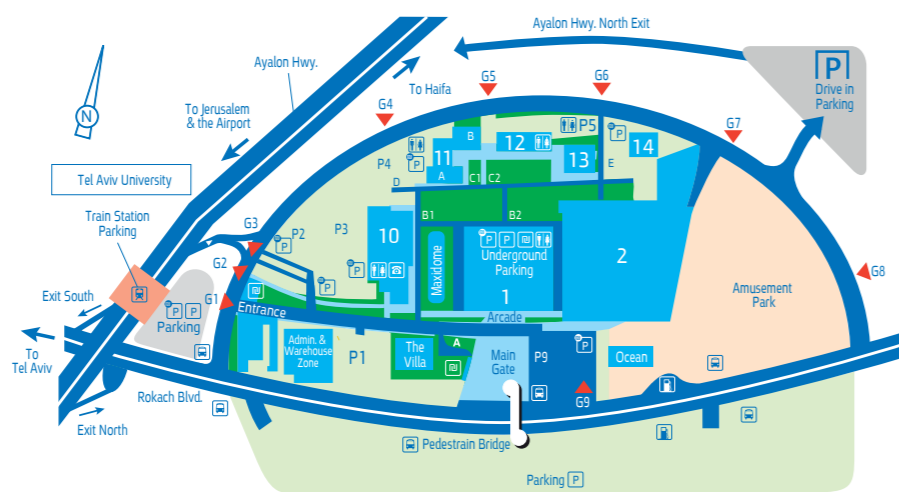 Ayalon Hwy. North Exit
P
Drive in
Parking
Ayalon Hwy.
To Haifa
G5
G6
G4
G7
N
To Jerusalem
& the Airport
B
12
P5
P
14
11
P
P4
13
A
C1
C2
E
D
Tel Aviv University
Train Station
Parking
G3
P2
P
P3
B1
B2
10
P
P
P
₪
Underground
Parking
2
Maxidome
G2
P
P
G8
G1
₪
1
Amusement
Park
Exit South
P
P
Parking
Entrance
Arcade
To
Tel Aviv
Admin. &
Warehouse
Zone
P1
The
Villa
A
₪
Main
Gate
P9
P
Ocean
Rokach Blvd.
G9
Exit North
Pedestrain Bridge
Parking P